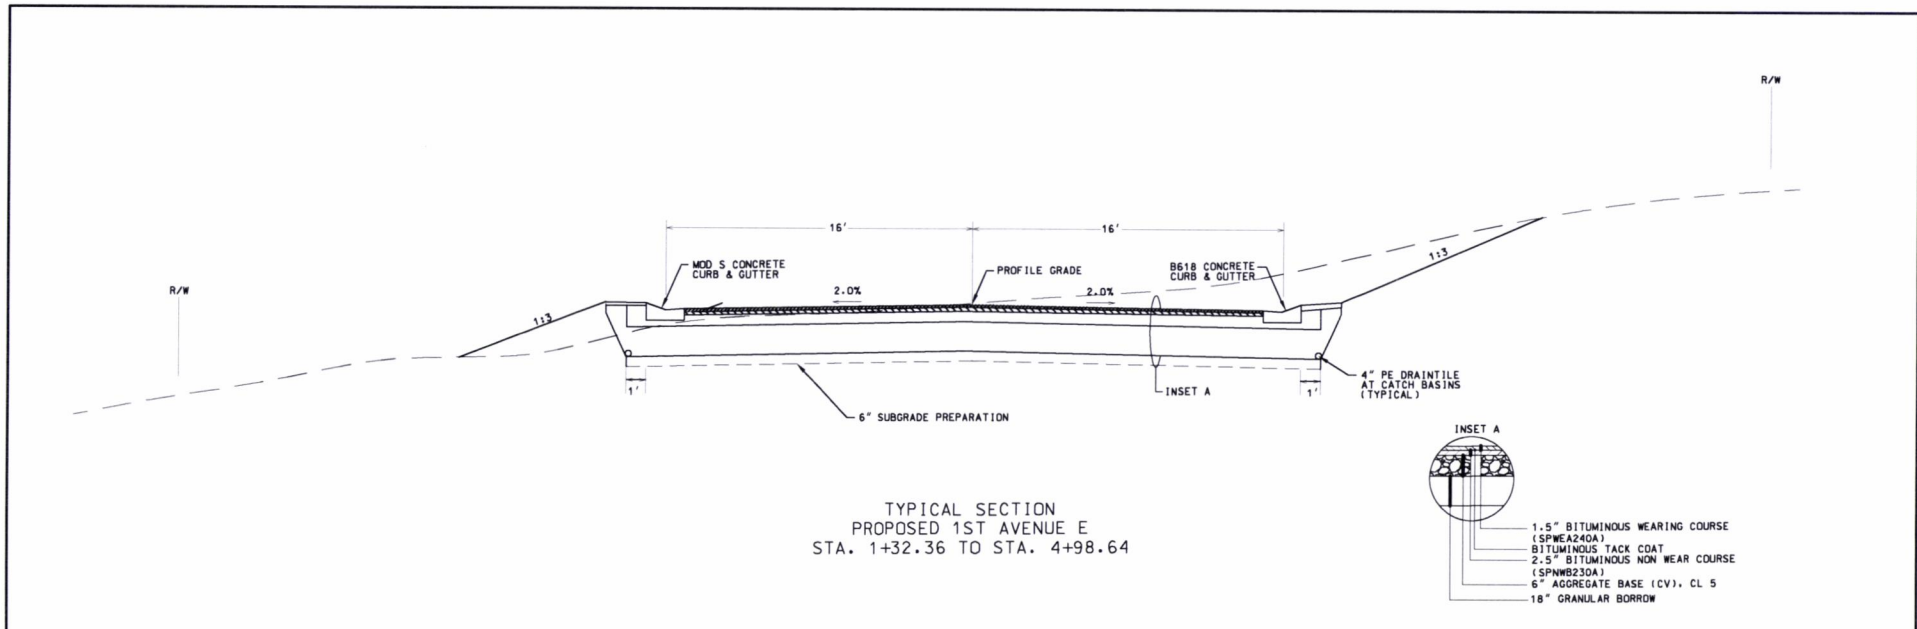 R/W
16'
16'
MOD S CONCRETE
CURB & GUTTER
PROFILE GRADE
B618 CONCRETE
CURB & GUTTER
1:3
R/W
2.0%
2.0%
1:3
4" PE DRAINTILE
AT CATCH BASINS
(TYPICAL)
1'
INSET A
1'
6" SUBGRADE PREPARATION
INSET A
TYPICAL SECTION
PROPOSED 1ST AVENUE E
STA. 1+32.36 TO STA. 4+98.64
1.5" BITUMINOUS WEARING COURSE
(SPWEA240A)
BITUMINOUS TACK COAT
2.5" BITUMINOUS NON WEAR COURSE
(SPNWB230A)
6" AGGREGATE BASE (CV), CL 5
18" GRANULAR BORROW